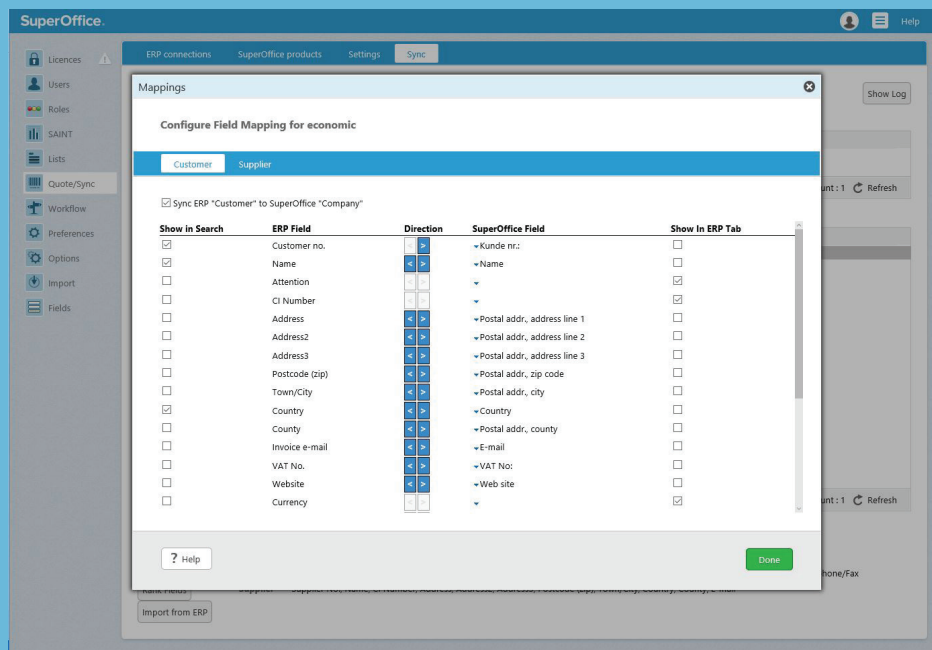 SuperOffice.
Help
Licences
Users
Roles
SAINT
Lists
Quote/Sync
Workflow
Preferences
Options
Import
Fields
ERP connections SuperOffice products Settings Sync
Show Log
Mappings
Configure Field Mapping for economic
Customer Supplier
Sync ERP "Customer" to SuperOffice "Company"
Show in Search ERP Field Direction SuperOffice Field Show In ERP Tab
Customer no. < > Kunde nr.:
Name < > Name
Attention < >
CI Number < >
Address < > Postal addr., address line 1
Address2 < > Postal addr., address line 2
Address3 < > Postal addr., address line 3
Postcode (zip) < > Postal addr., zip code
Town/City < > Postal addr., city
Country < > Country
County < > Postal addr., county
Invoice e-mail < > E-mail
VAT No. < > VAT No:
Website < > Web site
Currency < >
unt : 1 Refresh
unt : 1 Refresh
? Help
Done
hone/Fax
Import from ERP